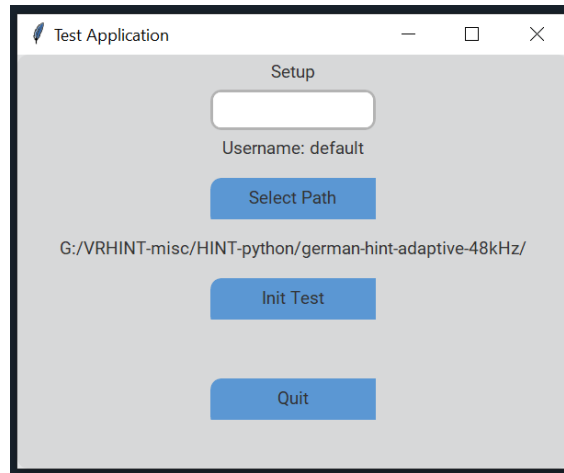 Test Application
Setup
Username: default
Select Path
G:/VRHINT-misc/HINT-python/german-hint-adaptive-48kHz/
Init Test
Quit